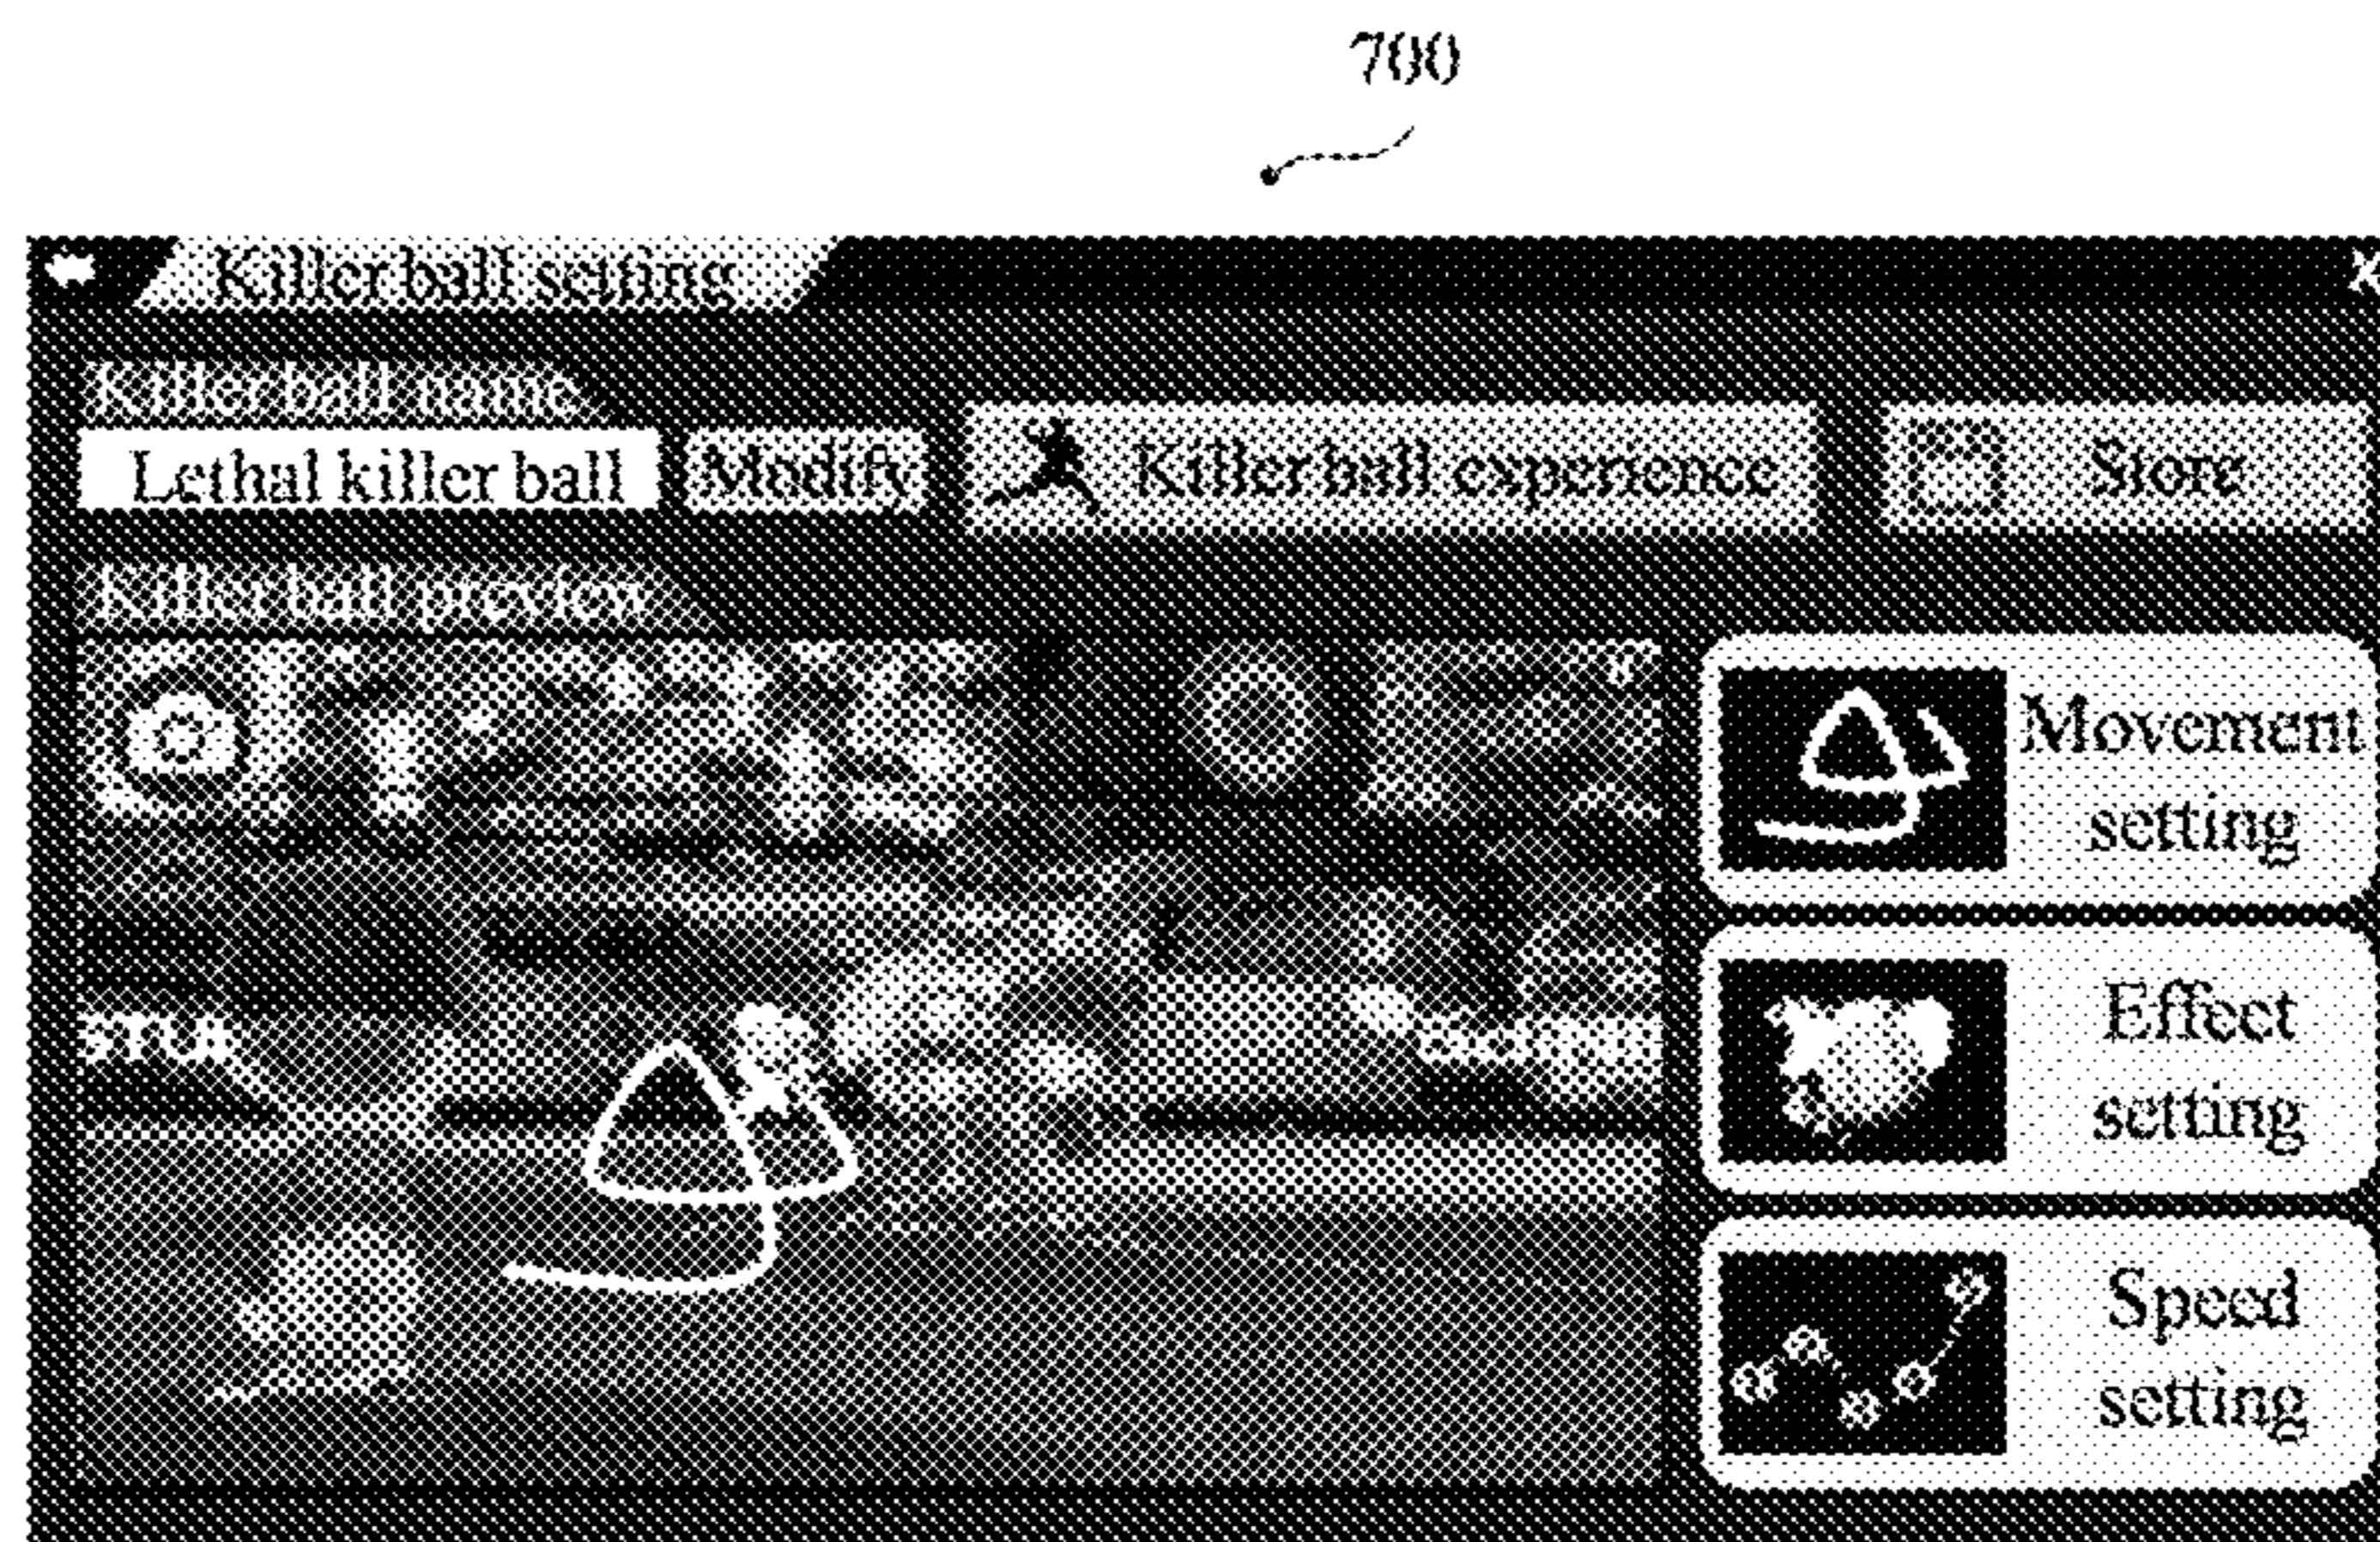 700
Killer ball setting
Killer ball name
Lethal killer ball
Modify
Killer ball experience
Store
Killer ball preview
Movement
setting
Effect
setting
Speed
setting